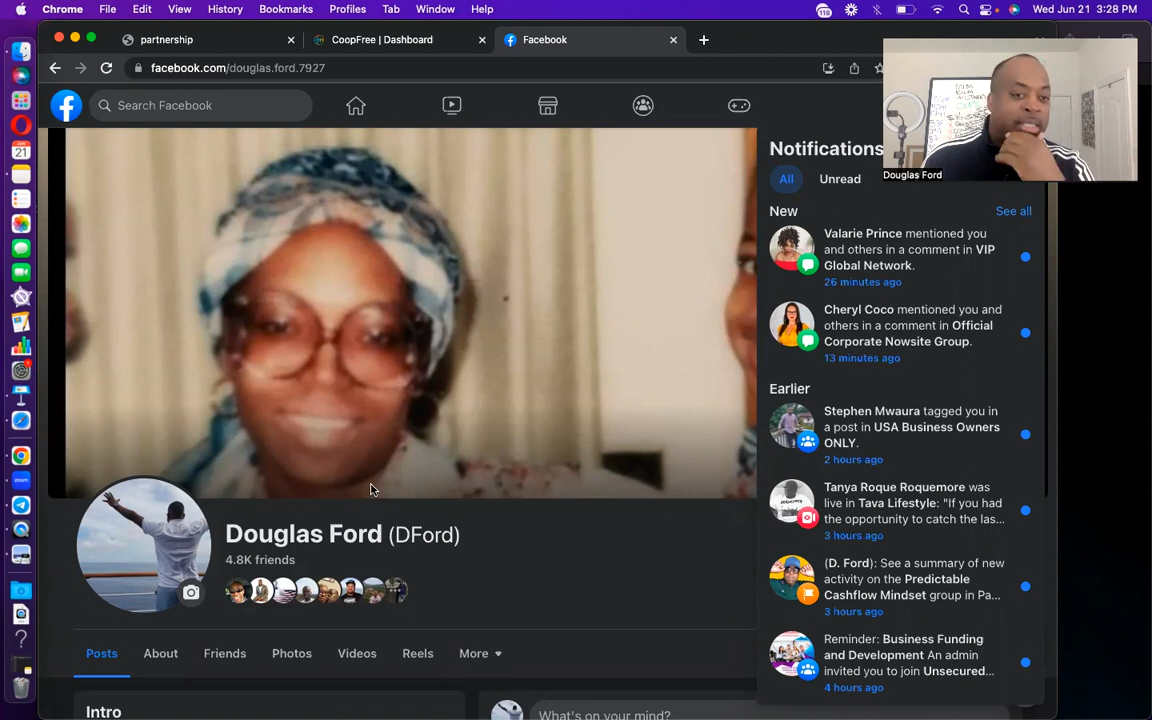 Chrome File Edit View History Bookmarks Profiles Tab Window Help Wed Jun 21 3:28 PM
partnership CoopFree | Dashboard Facebook
facebook.com/douglas.ford.7927
Search Facebook
Douglas Ford
Notifications
All Unread
New See all
Valarie Prince mentioned you
and others in a comment in VIP
Global Network.
26 minutes ago
Cheryl Coco mentioned you and
others in a comment in Official
Corporate Nowsite Group.
13 minutes ago
Earlier
Stephen Mwaura tagged you in
a post in USA Business Owners
ONLY.
2 hours ago
Tanya Roque Roquemore was
live in Tava Lifestyle: "If you had
the opportunity to catch the las...
3 hours ago
(D. Ford): See a summary of new
activity on the Predictable
Cashflow Mindset group in Pa...
3 hours ago
Reminder: Business Funding
and Development An admin
invited you to join Unsecured...
4 hours ago
Douglas Ford (DFord)
4.8K friends
Posts About Friends Photos Videos Reels More
Intro
What's on your mind?